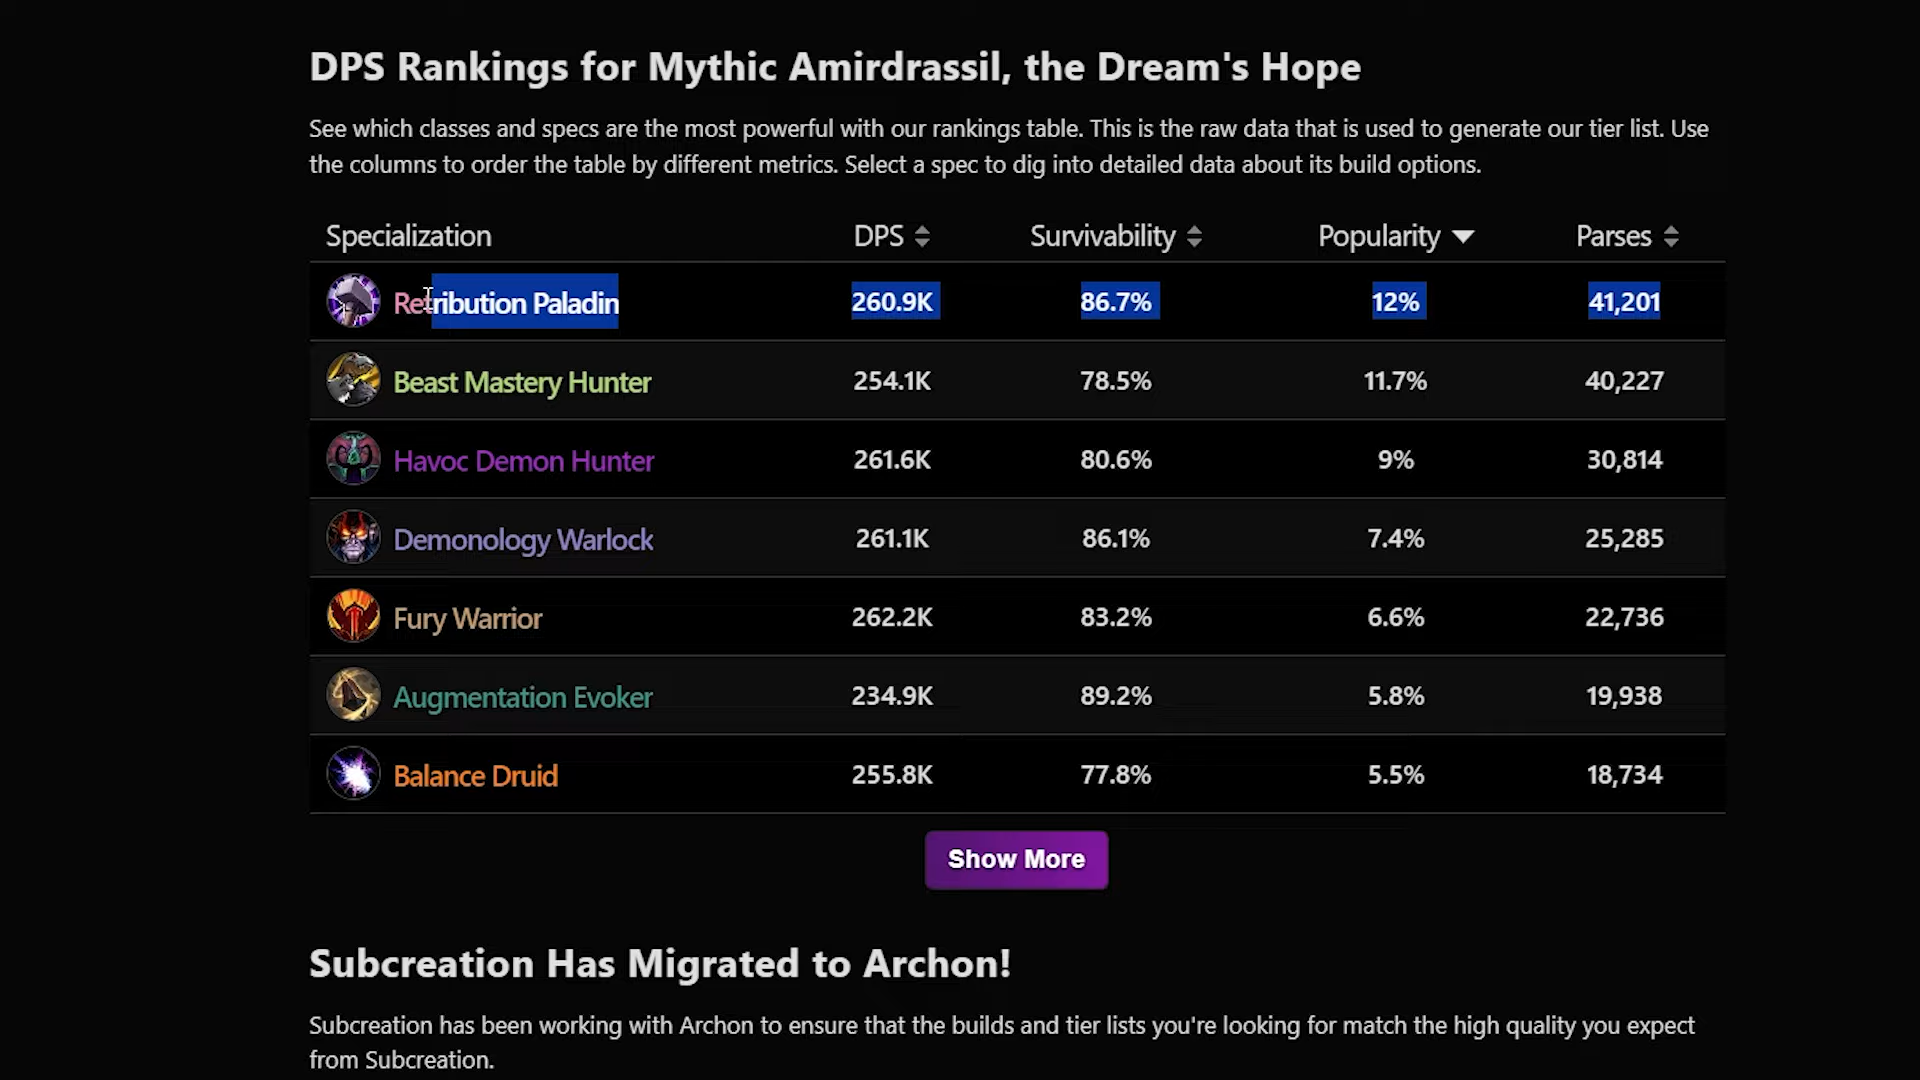 DPS Rankings for Mythic Amirdrassil, the Dream's Hope
See which classes and specs are the most powerful with our rankings table. This is the raw data that is used to generate our tier list. Use
the columns to order the table by different metrics. Select a spec to dig into detailed data about its build options.
Specialization DPS Survivability Popularity Parses
Retribution Paladin 260.9K 86.7% 12% 41,201
Beast Mastery Hunter 254.1K 78.5% 11.7% 40,227
Havoc Demon Hunter 261.6K 80.6% 9% 30,814
Demonology Warlock 261.1K 86.1% 7.4% 25,285
Fury Warrior 262.2K 83.2% 6.6% 22,736
Augmentation Evoker 234.9K 89.2% 5.8% 19,938
Balance Druid 255.8K 77.8% 5.5% 18,734
Show More
Subcreation Has Migrated to Archon!
Subcreation has been working with Archon to ensure that the builds and tier lists you're looking for match the high quality you expect
from Subcreation.